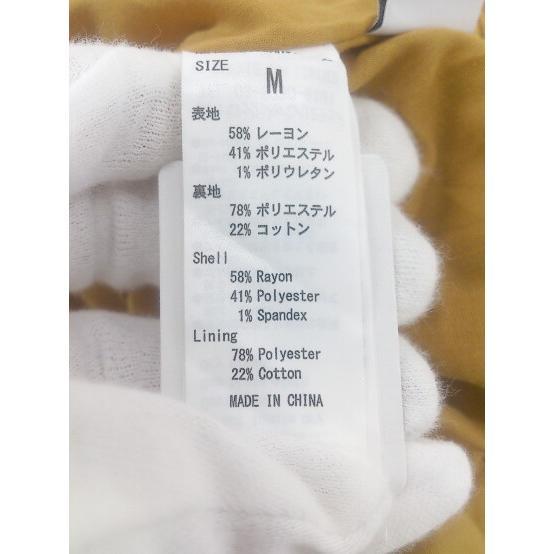 SIZE M
表地
58% レーヨン
41% ポリエステル
1% ポリウレタン
裏地
78% ポリエステル
22% コットン
Shell
58% Rayon
41% Polyester
1% Spandex
Lining
78% Polyester
22% Cotton
MADE IN CHINA